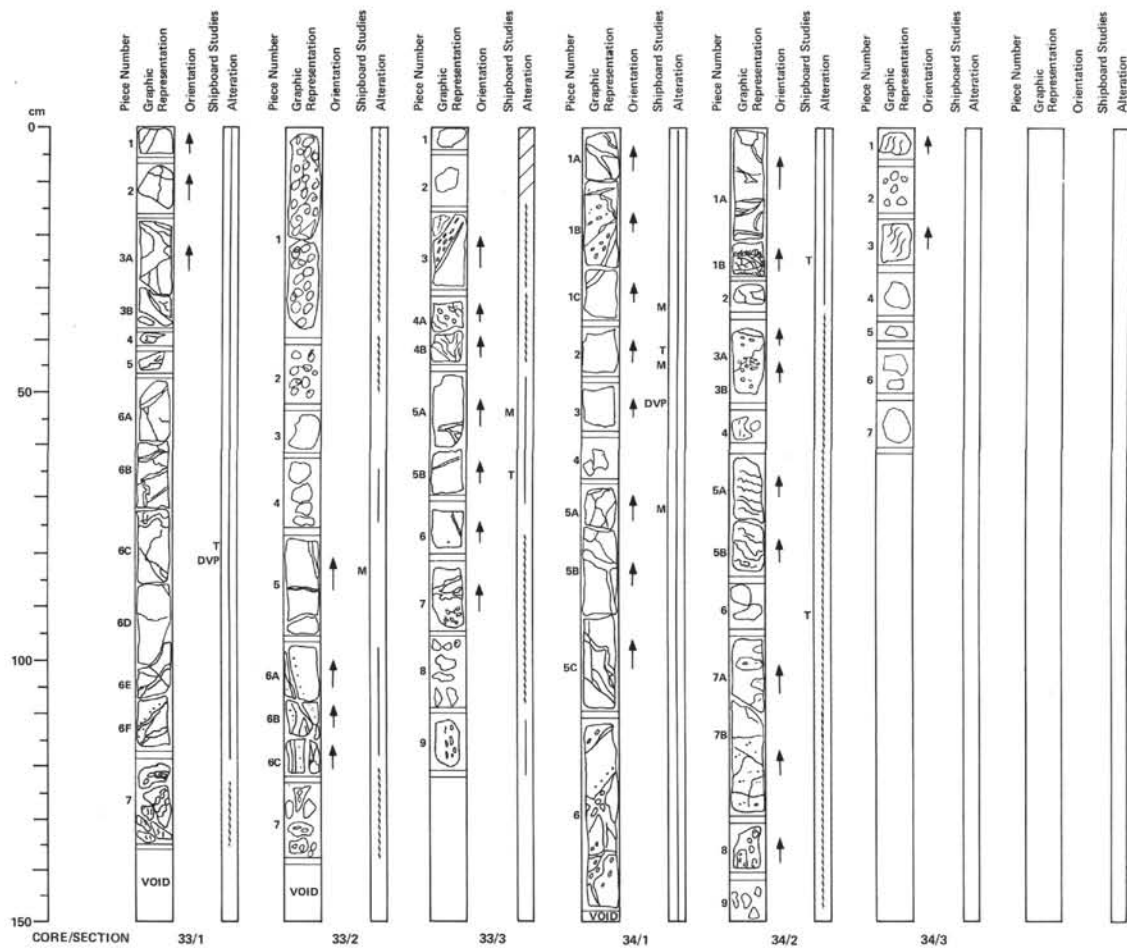 Piece Number
Graphic
Representation
Orientation
Shipboard Studies
Alteration
Piece Number
Graphic
Representation
Orientation
Shipboard Studies
Alteration
Piece Number
Graphic
Representation
Orientation
Shipboard Studies
Alteration
Piece Number
Graphic
Representation
Orientation
Shipboard Studies
Alteration
Piece Number
Graphic
Representation
Orientation
Shipboard Studies
Alteration
Piece Number
Graphic
Representation
Orientation
Shipboard Studies
Alteration
Piece Number
Graphic
Representation
Orientation
Shipboard Studies
Alteration
cm
0
50
100
150
1
2
3A
3B
4
5
6A
6B
6C
T
DVP
6D
6E
6F
7
VOID
1
2
3
4
5
M
6A
6B
6C
7
VOID
1
2
3
4A
4B
5A
M
5B
T
6
7
8
9
1A
1B
1C
M
2
T
M
3
DVP
4
5A
M
5B
5C
6
VOID
1A
1B
T
2
3A
3B
4
5A
5B
6
T
7A
7B
8
9
1
2
3
4
5
6
7
CORE/SECTION 33/1 33/2 33/3 34/1 34/2 34/3